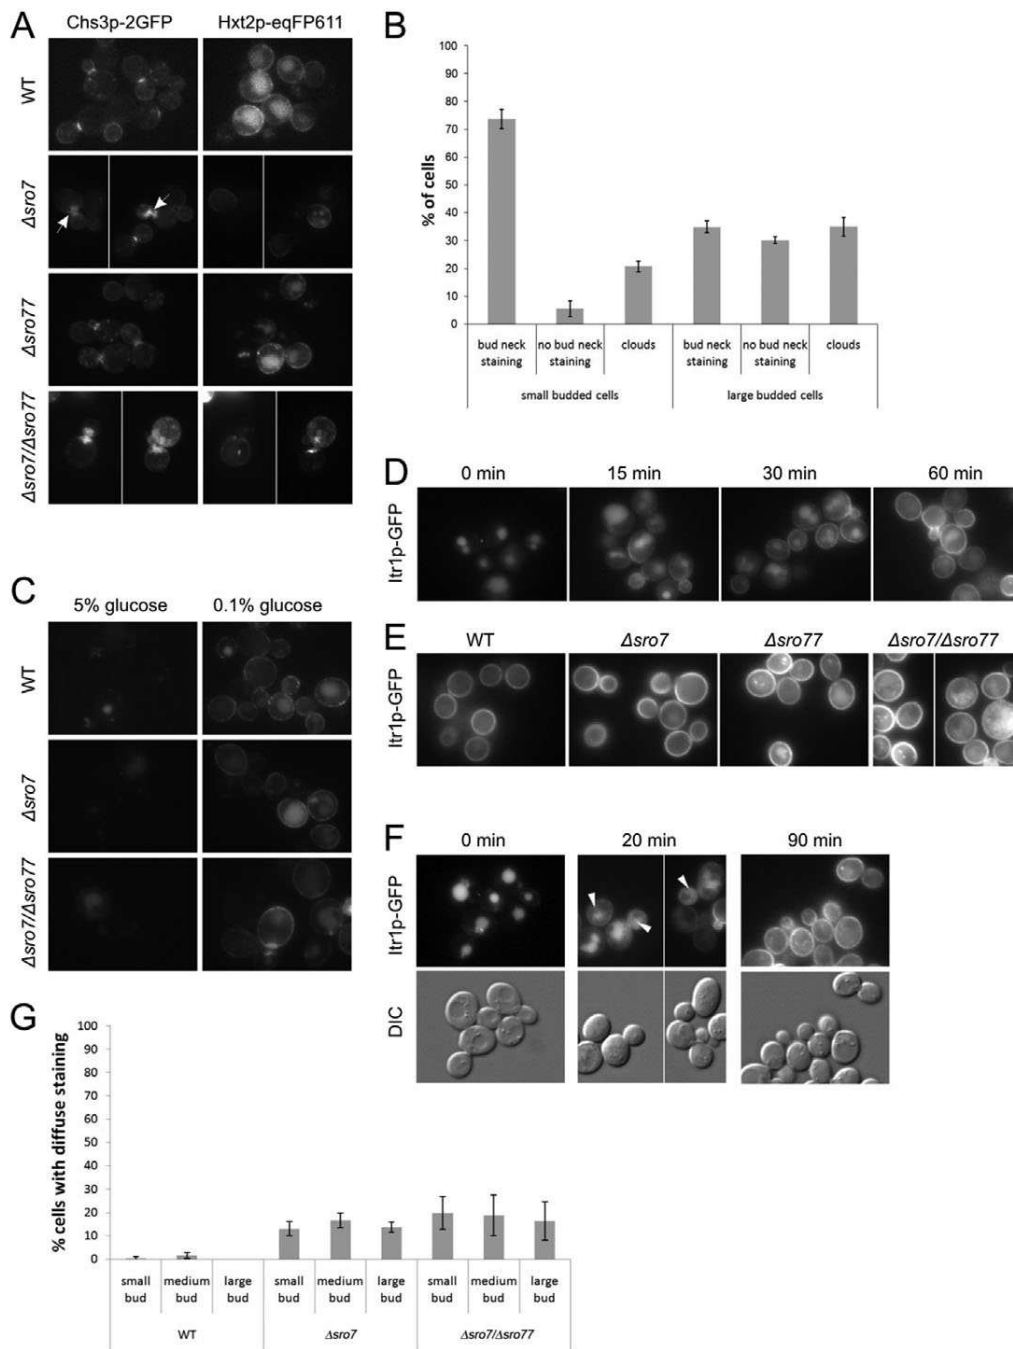 A
Chs3p-2GFP Hxt2p-eqFP611
WT
Δsro7
Δsro77
Δsro7/Δsro77
B
% of cells
100
90
80
70
60
50
40
30
20
10
0
bud neck staining
no bud neck staining
clouds
bud neck staining
no bud neck staining
clouds
small budded cells
large budded cells
C
5% glucose 0.1% glucose
WT
Δsro7
Δsro7/Δsro77
D
0 min 15 min 30 min 60 min
Itr1p-GFP
E
WT Δsro7 Δsro77 Δsro7/Δsro77
Itr1p-GFP
F
0 min 20 min 90 min
Itr1p-GFP
DIC
G
% cells with diffuse staining
100
90
80
70
60
50
40
30
20
10
0
small bud
medium bud
large bud
small bud
medium bud
large bud
small bud
medium bud
large bud
WT
Δsro7
Δsro7/Δsro77